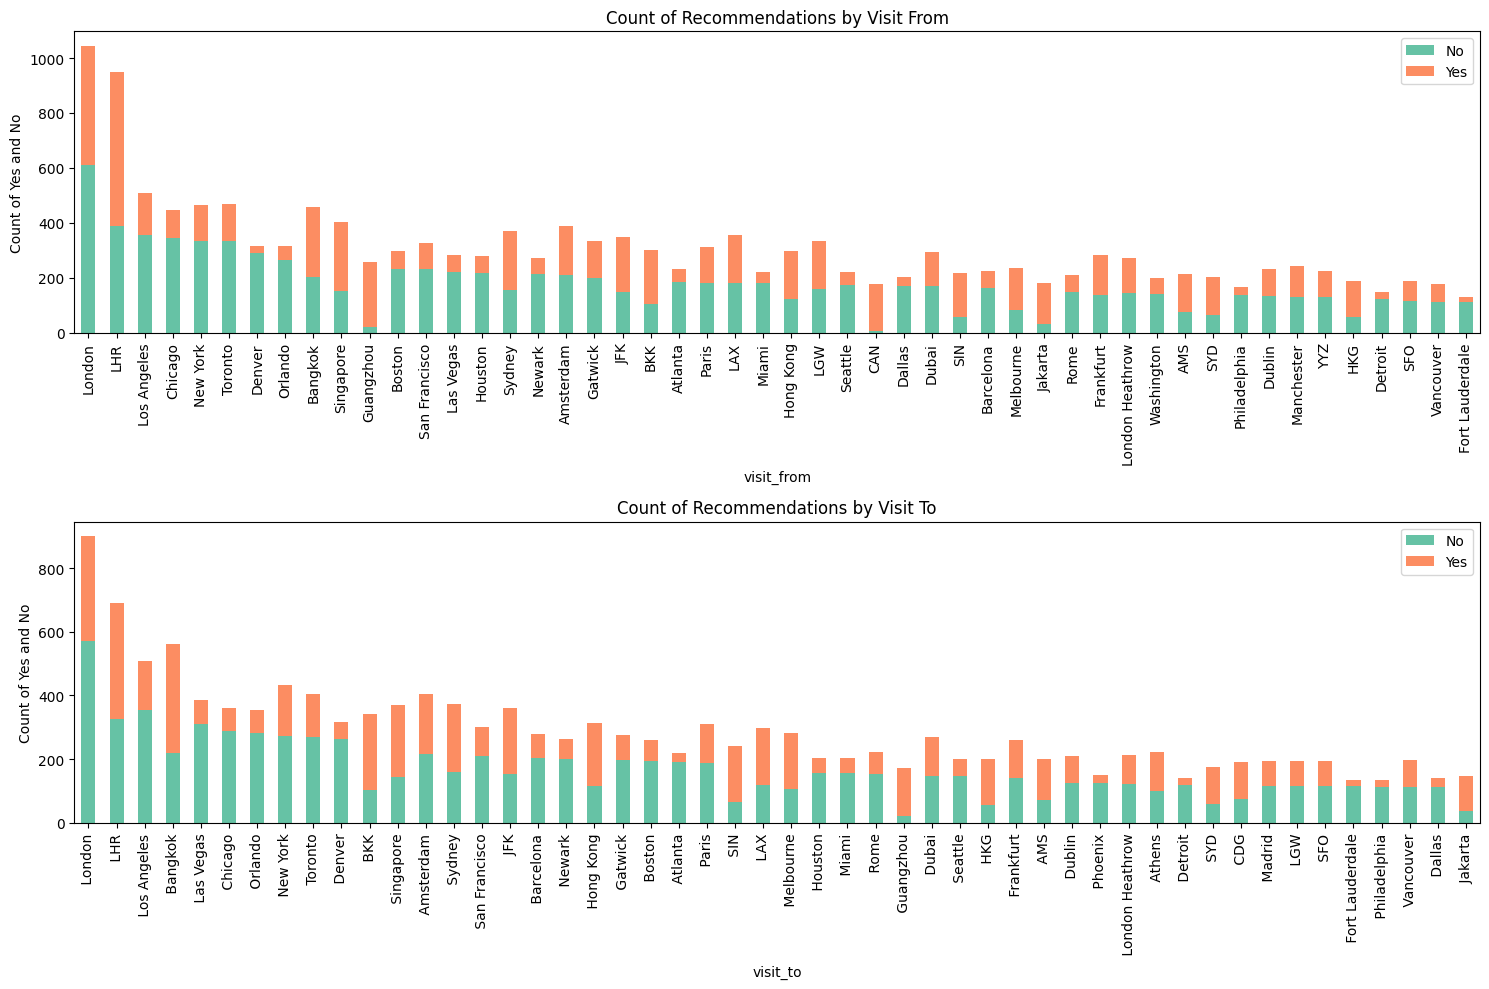 Count of Recommendations by Visit From
No
Yes
Count of Yes and No
1000
800
600
400
200
0
London
LHR
Los Angeles
Chicago
New York
Toronto
Denver
Orlando
Bangkok
Singapore
Guangzhou
Boston
San Francisco
Las Vegas
Houston
Sydney
Newark
Amsterdam
Gatwick
JFK
BKK
Atlanta
Paris
LAX
Miami
Hong Kong
LGW
Seattle
CAN
Dallas
Dubai
SIN
Barcelona
Melbourne
Jakarta
Rome
Frankfurt
London Heathrow
Washington
AMS
SYD
Philadelphia
Dublin
Manchester
YYZ
HKG
Detroit
SFO
Vancouver
Fort Lauderdale
visit_from
Count of Recommendations by Visit To
No
Yes
Count of Yes and No
800
600
400
200
0
London
LHR
Los Angeles
Bangkok
Las Vegas
Chicago
Orlando
New York
Toronto
Denver
BKK
Singapore
Amsterdam
Sydney
San Francisco
JFK
Barcelona
Newark
Hong Kong
Gatwick
Boston
Atlanta
Paris
SIN
LAX
Melbourne
Houston
Miami
Rome
Guangzhou
Dubai
Seattle
HKG
Frankfurt
AMS
Dublin
Phoenix
London Heathrow
Athens
Detroit
SYD
CDG
Madrid
LGW
SFO
Fort Lauderdale
Philadelphia
Vancouver
Dallas
Jakarta
visit_to